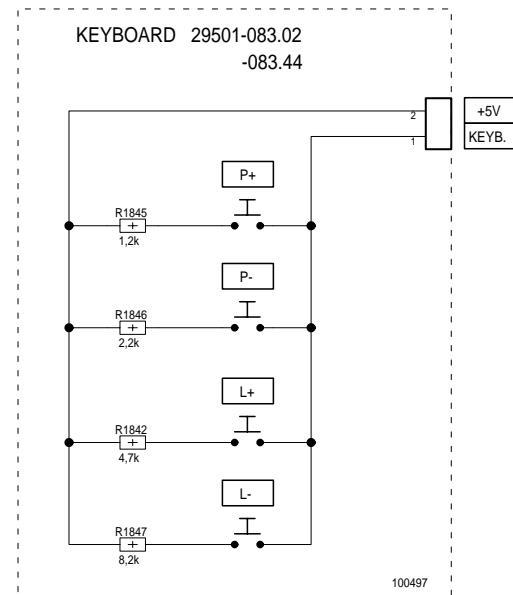 KEYBOARD 29501-083.02
-083.44
2
+5V
1
KEYB.
P+
R1845
1,2k
P-
R1846
2,2k
L+
R1842
4,7k
L-
R1847
8,2k
100497